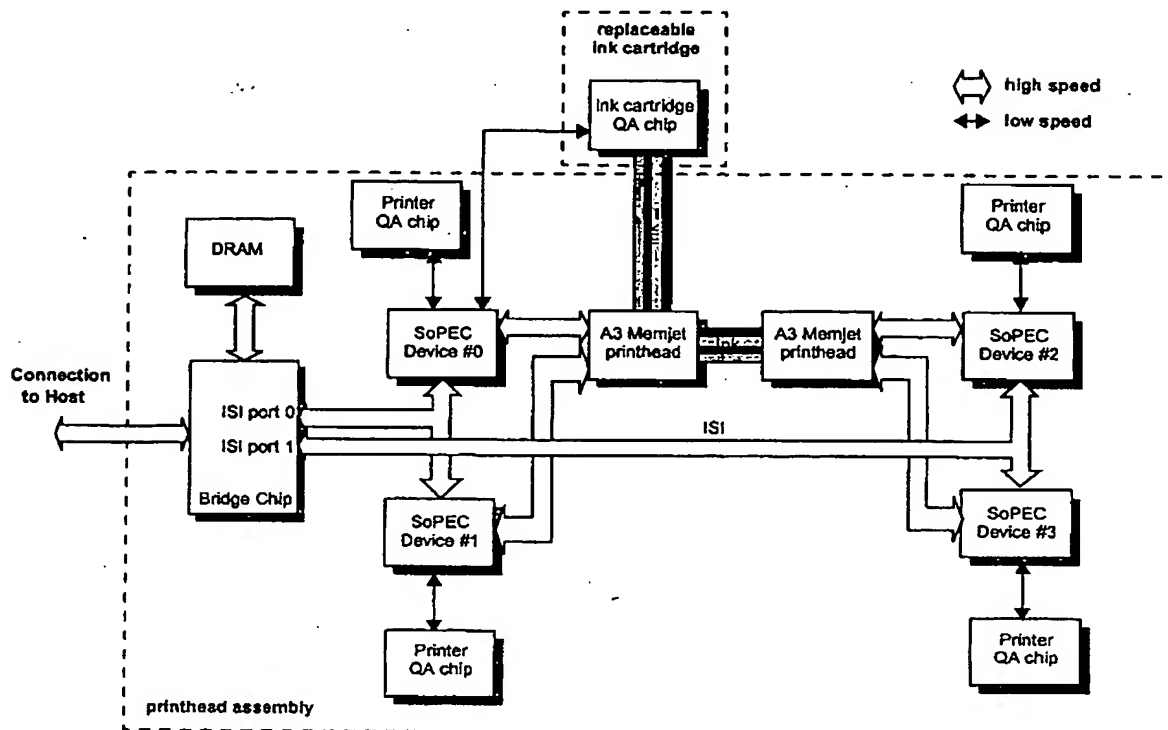 replaceable
ink cartridge
Ink cartridge
QA chip
high speed
low speed
Printer
QA chip
Printer
QA chip
DRAM
Ink
SoPEC
Device #0
A3 Memjet
printhead
Ink
A3 Memjet
printhead
SoPEC
Device #2
Connection
to Host
ISI port 0
ISI port 1
Bridge Chip
ISI
SoPEC
Device #1
SoPEC
Device #3
Printer
QA chip
Printer
QA chip
printhead assembly